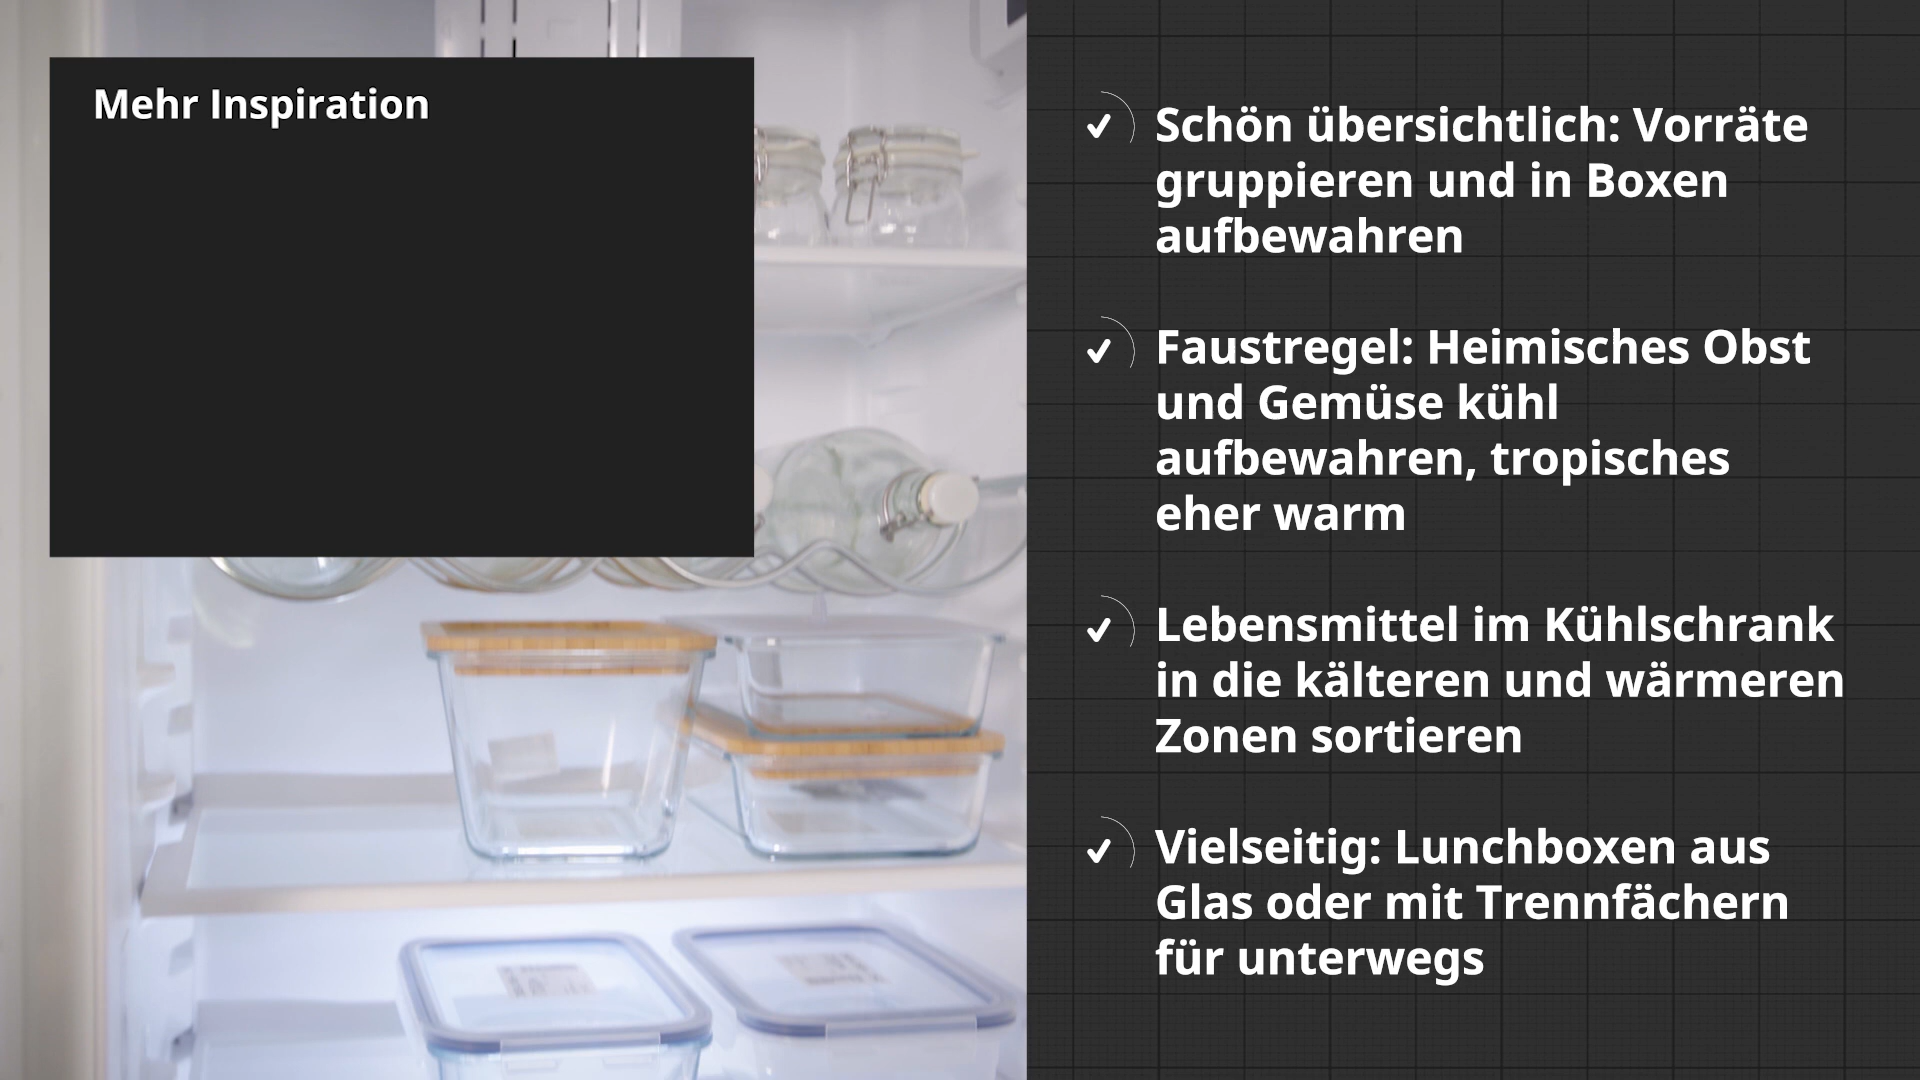 Mehr Inspiration
Schön übersichtlich: Vorräte
gruppieren und in Boxen
aufbewahren
Faustregel: Heimisches Obst
und Gemüse kühl
aufbewahren, tropisches
eher warm
Lebensmittel im Kühlschrank
in die kälteren und wärmeren
Zonen sortieren
Vielseitig: Lunchboxen aus
Glas oder mit Trennfächern
für unterwegs